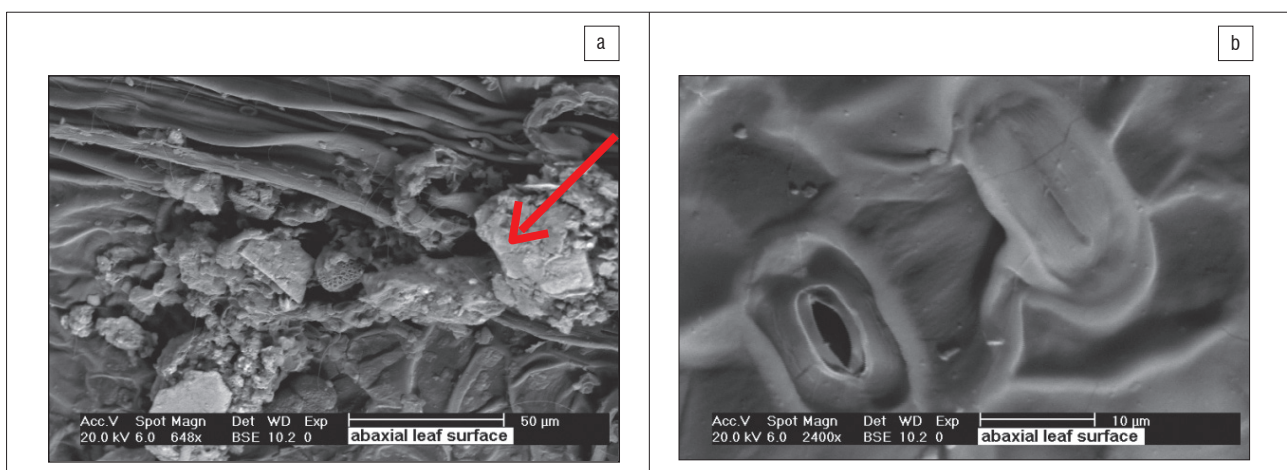 a
Acc.V Spot Magn Det WD Exp 50 µm
20.0 kV 6.0 648x BSE 10.2 0 abaxial leaf surface
b
Acc.V Spot Magn Det WD Exp 10 µm
20.0 kV 6.0 2400x BSE 10.2 0 abaxial leaf surface